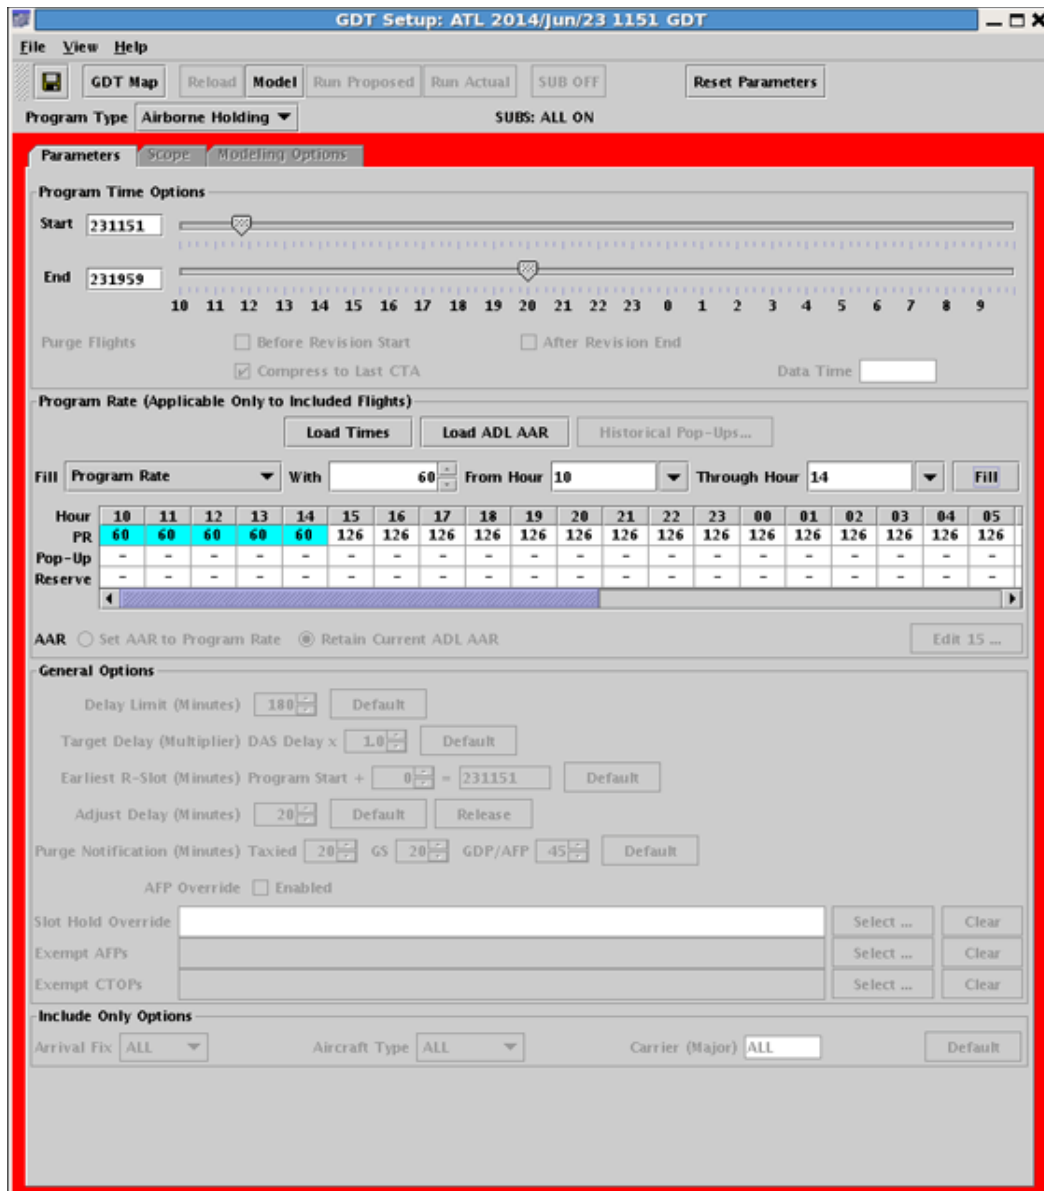 GDT Setup: ATL 2014/Jun/23 1151 GDT
File View Help
GDT Map Reload Model Run Proposed Run Actual SUB OFF Reset Parameters
Program Type Airborne Holding SUBS: ALL ON
Parameters Scope Modeling Options
Program Time Options
Start 231151
End 231959
10 11 12 13 14 15 16 17 18 19 20 21 22 23 0 1 2 3 4 5 6 7 8 9
Purge Flights Before Revision Start After Revision End
Compress to Last CTA Data Time
Program Rate (Applicable Only to Included Flights)
Load Times Load ADL AAR Historical Pop-Ups...
Fill Program Rate With 60 From Hour 10 Through Hour 14 Fill
Hour 10 11 12 13 14 15 16 17 18 19 20 21 22 23 00 01 02 03 04 05
PR 60 60 60 60 60 126 126 126 126 126 126 126 126 126 126 126 126 126 126 126
Pop-Up - - - - - - - - - - - - - - - - - - - -
Reserve - - - - - - - - - - - - - - - - - - - -
AAR Set AAR to Program Rate Retain Current ADL AAR Edit 15 ...
General Options
Delay Limit (Minutes) 180 Default
Target Delay (Multiplier) DAS Delay x 1.0 Default
Earliest R-Slot (Minutes) Program Start + 0 = 231151 Default
Adjust Delay (Minutes) 20 Default Release
Purge Notification (Minutes) Taxied 20 GS 20 GDP/AFP 45 Default
AFP Override Enabled
Slot Hold Override Select ... Clear
Exempt AFPs Select ... Clear
Exempt CTOPs Select ... Clear
Include Only Options
Arrival Fix ALL Aircraft Type ALL Carrier (Major) ALL Default